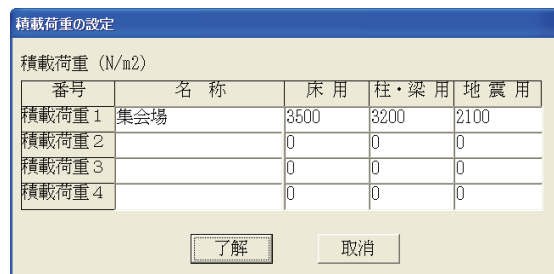 積載荷重の設定
積載荷重 (N/m2)
番号 名 称 床 用 柱・梁 用 地 震 用
積載荷重１ 集会場 3500 3200 2100
積載荷重２ 0 0 0
積載荷重３ 0 0 0
積載荷重４ 0 0 0
了解 取消